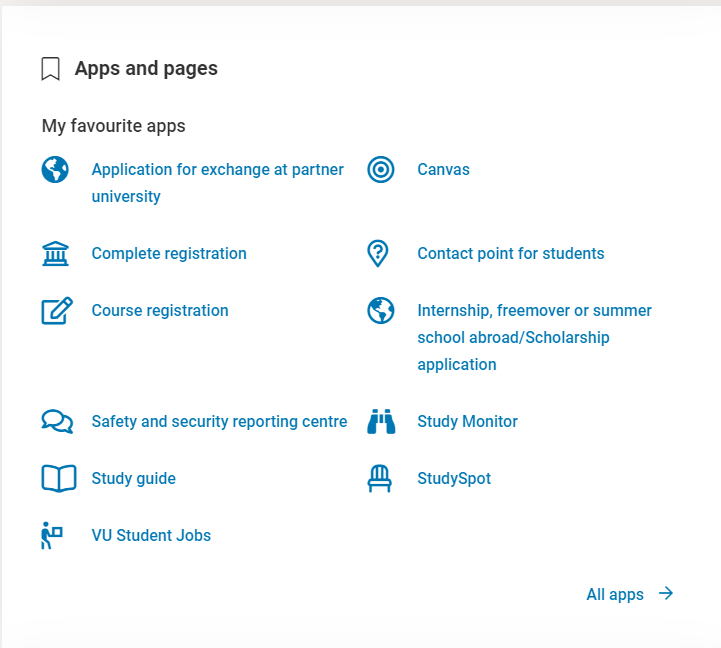 Apps and pages
My favourite apps
Application for exchange at partner
university
Canvas
Complete registration
Contact point for students
Course registration
Internship, freemover or summer
school abroad/Scholarship
application
Safety and security reporting centre
Study Monitor
Study guide
StudySpot
VU Student Jobs
All apps